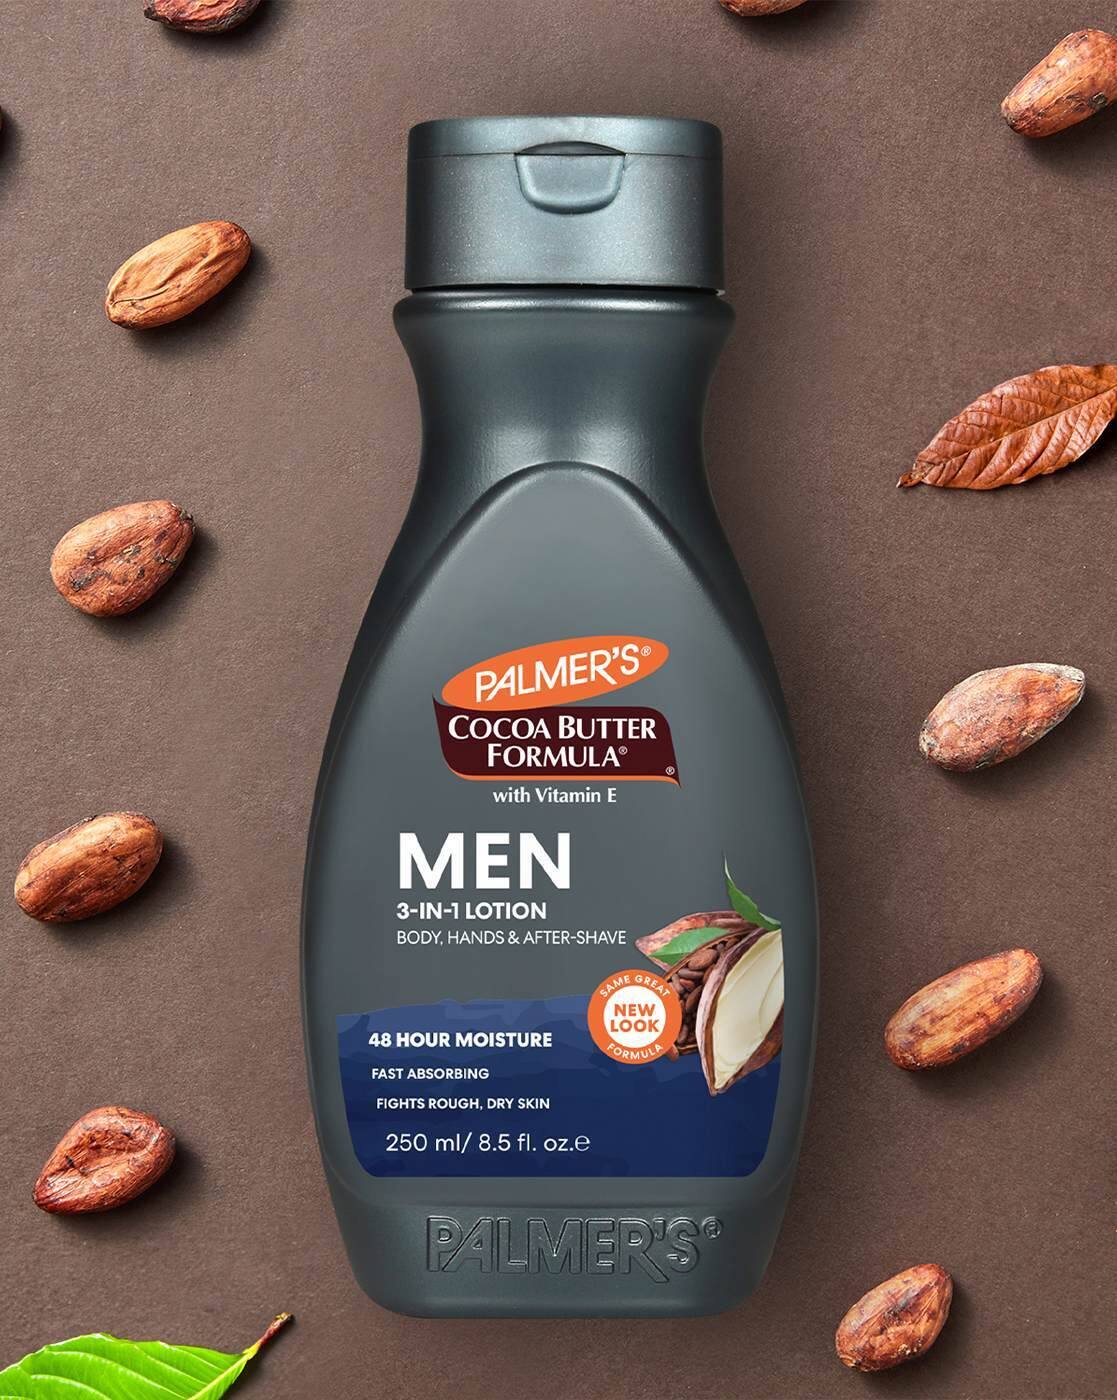 PALMER'S®
COCOA BUTTER
FORMULA®
®
with Vitamin E
MEN
3-IN-1 LOTION
BODY, HANDS & AFTER-SHAVE
SAME GREAT
NEW
LOOK
FORMULA
48 HOUR MOISTURE
FAST ABSORBING
FIGHTS ROUGH, DRY SKIN
250 ml/ 8.5 fl. oz.℮
PALMER'S®